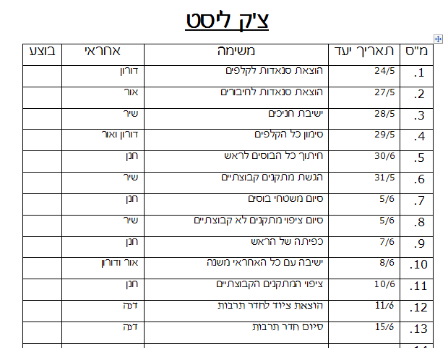 צ'ק ליסט
מ"ס תאריך יעד משימה אחראי בוצע
1. 24/5 הוצאת סנאדות לקלפים דורון
2. 27/5 הוצאת סנאדות לחיבורים אור
3. 28/5 ישיבת חניכים שיר
4. 29/5 סימון כל הקלפים דורון ואור
5. 30/6 חיתוך כל הבוסים לראש חנן
6. 31/5 הגשת מתקנים קבוצתיים שיר
7. 5/6 סיום משטחי בוסים חנן
8. 5/6 סיום ציפוי מתקנים לא קבוצתיים שיר
9. 7/6 כפיתה של הראש חנן
10. 8/6 ישיבה עם כל האחראי משנה אור ודורון
11. 10/6 ציפוי המתקנים הקבוצתיים חנן
12. 11/6 הוצאת ציוד לחדר תרבות דנה
13. 15/6 סיום חדר תרבות דנה